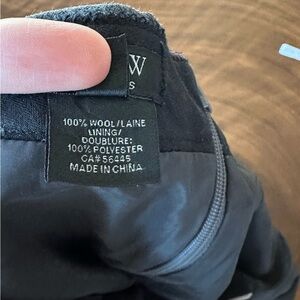 W
S
100% WOOL/LAINE
LINING/
DOUBLURE:
100% POLYESTER
CA# 56445
MADE IN CHINA